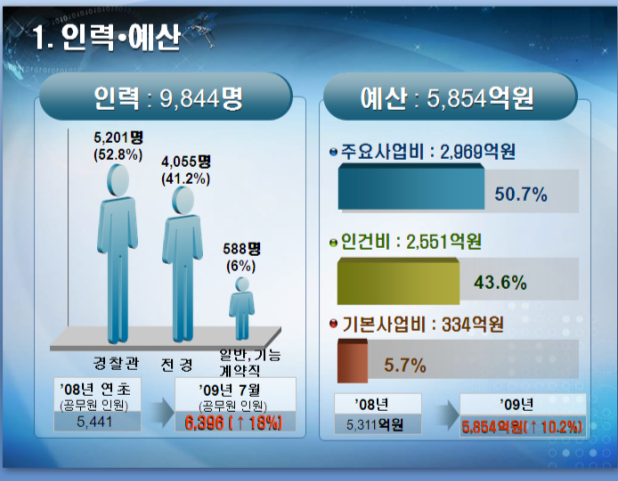 1. 인력•예산
인력 : 9,844명
5,201명
(52.8%)
4,055명
(41.2%)
588명
(6%)
경찰관
전 경
일반, 기능
계약직
'08년 연초
(공무원 인원)
5,441
'09년 7월
(공무원 인원)
6,396 ( ↑ 18%)
예산 : 5,854억원
주요사업비 : 2,969억원
50.7%
인건비 : 2,551억원
43.6%
기본사업비 : 334억원
5.7%
'08년
5,311억원
'09년
5,854억원(↑ 10.2%)